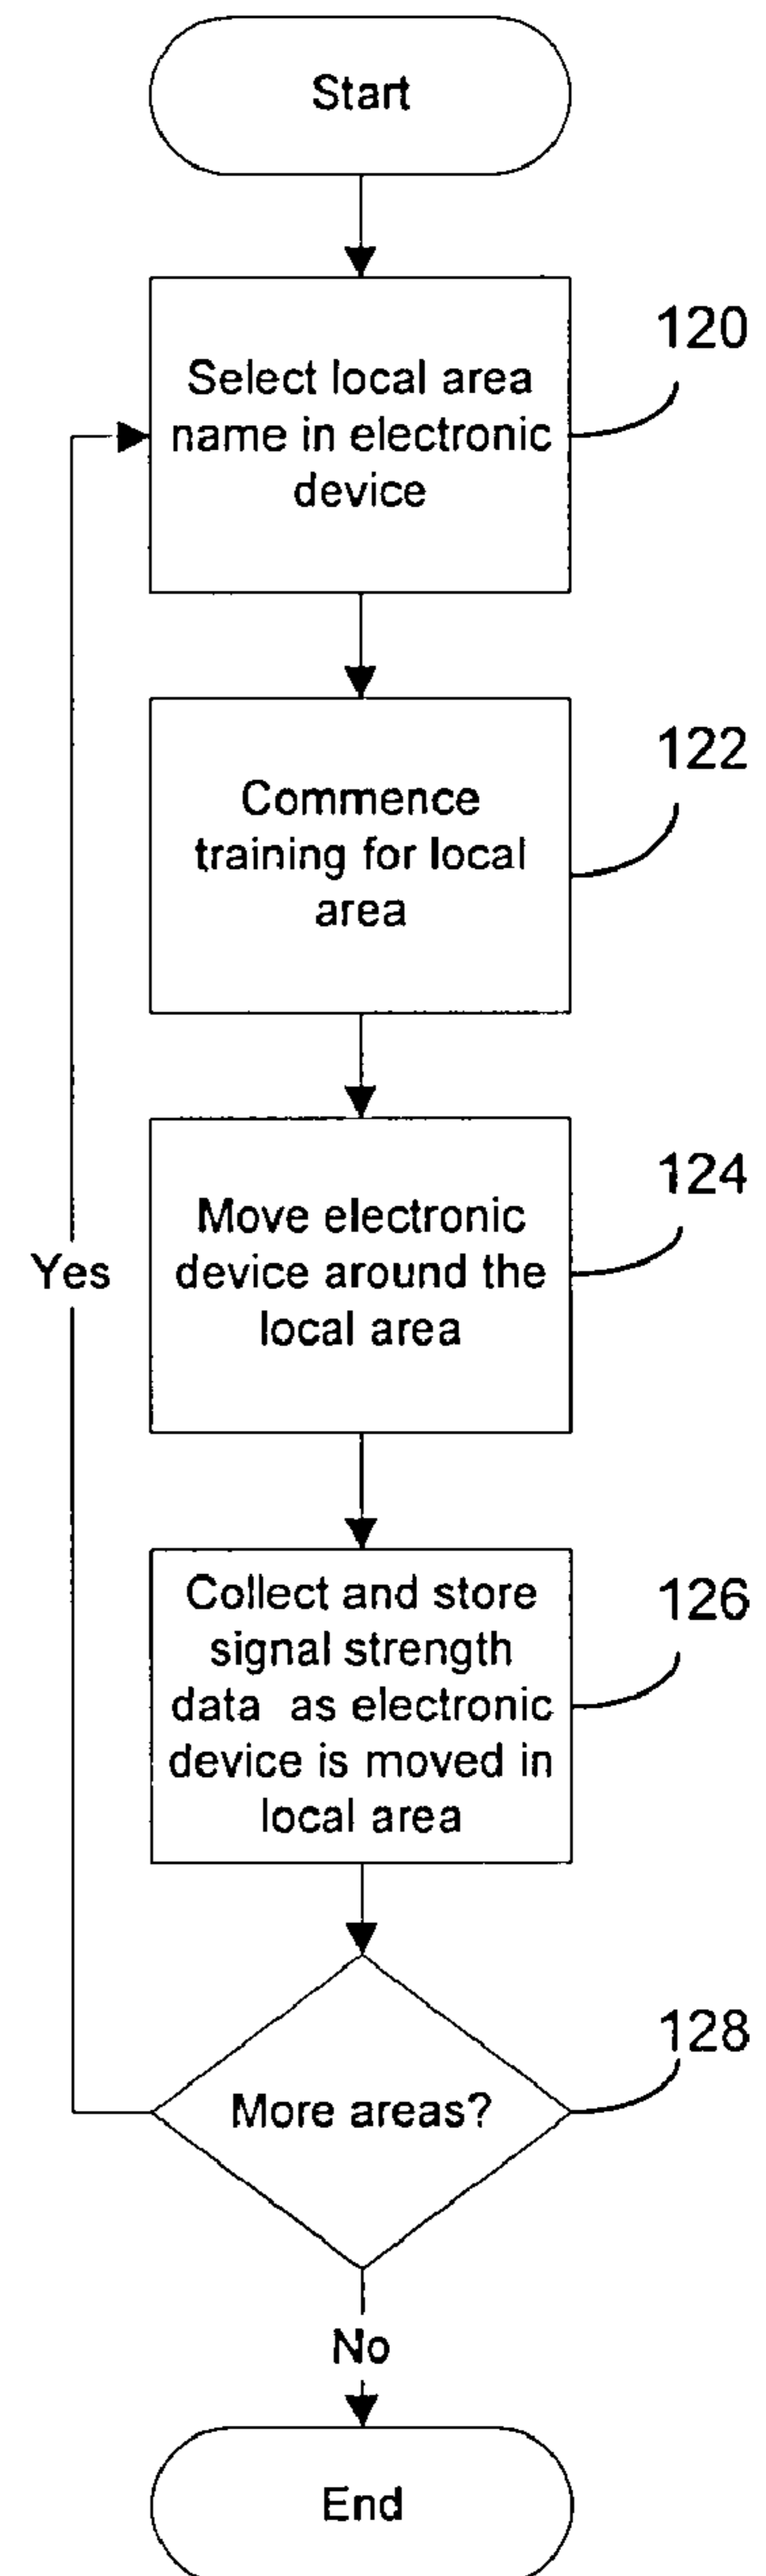 Start
120
Select local area
name in electronic
device
122
Commence
training for local
area
124
Move electronic
device around the
local area
Yes
126
Collect and store
signal strength
data as electronic
device is moved in
local area
128
More areas?
No
End